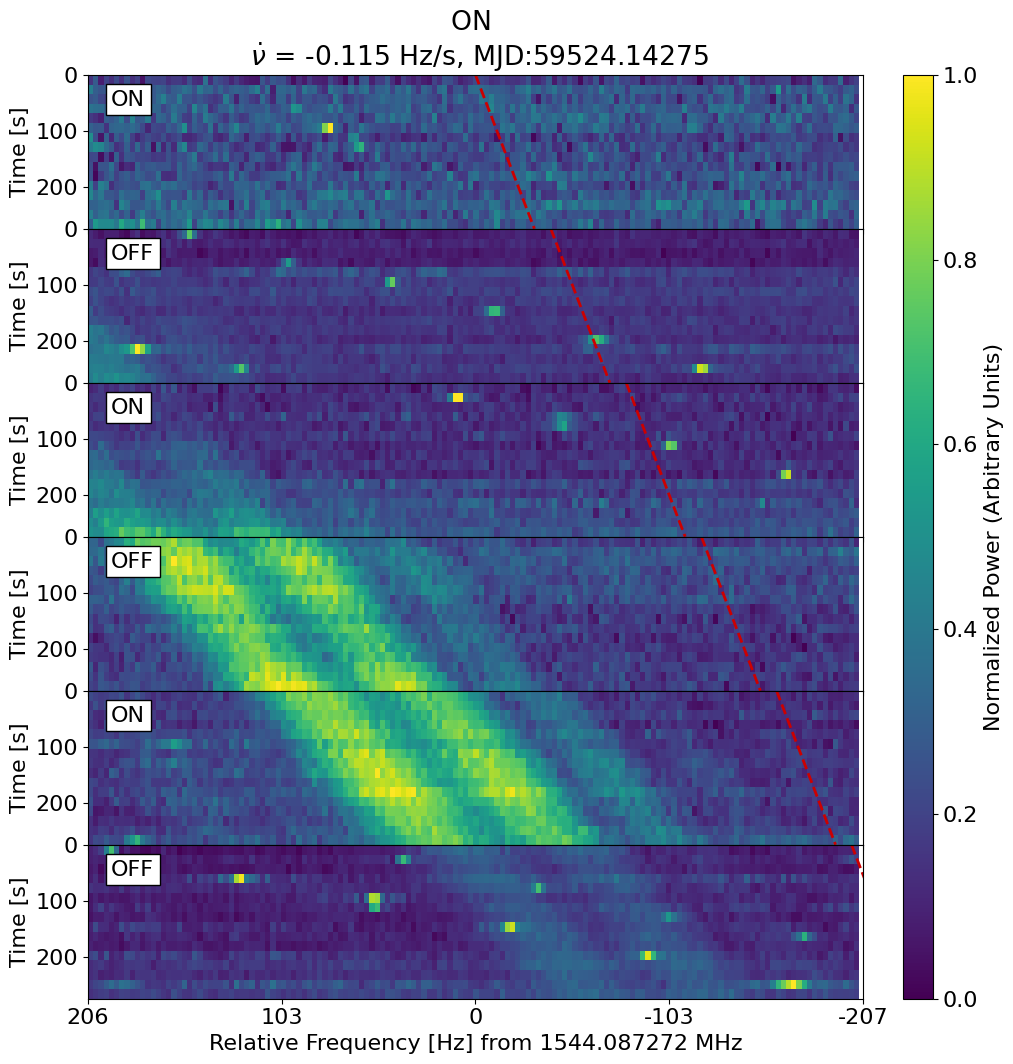 ON
ν̇ = -0.115 Hz/s, MJD:59524.14275
0
ON
Time [s]
100
200
0
OFF
Time [s]
100
200
0
ON
Time [s]
100
200
0
OFF
Time [s]
100
200
0
ON
Time [s]
100
200
0
OFF
Time [s]
100
200
206 103 0 -103 -207
Relative Frequency [Hz] from 1544.087272 MHz
1.0
0.8
0.6
0.4
0.2
0.0
Normalized Power (Arbitrary Units)